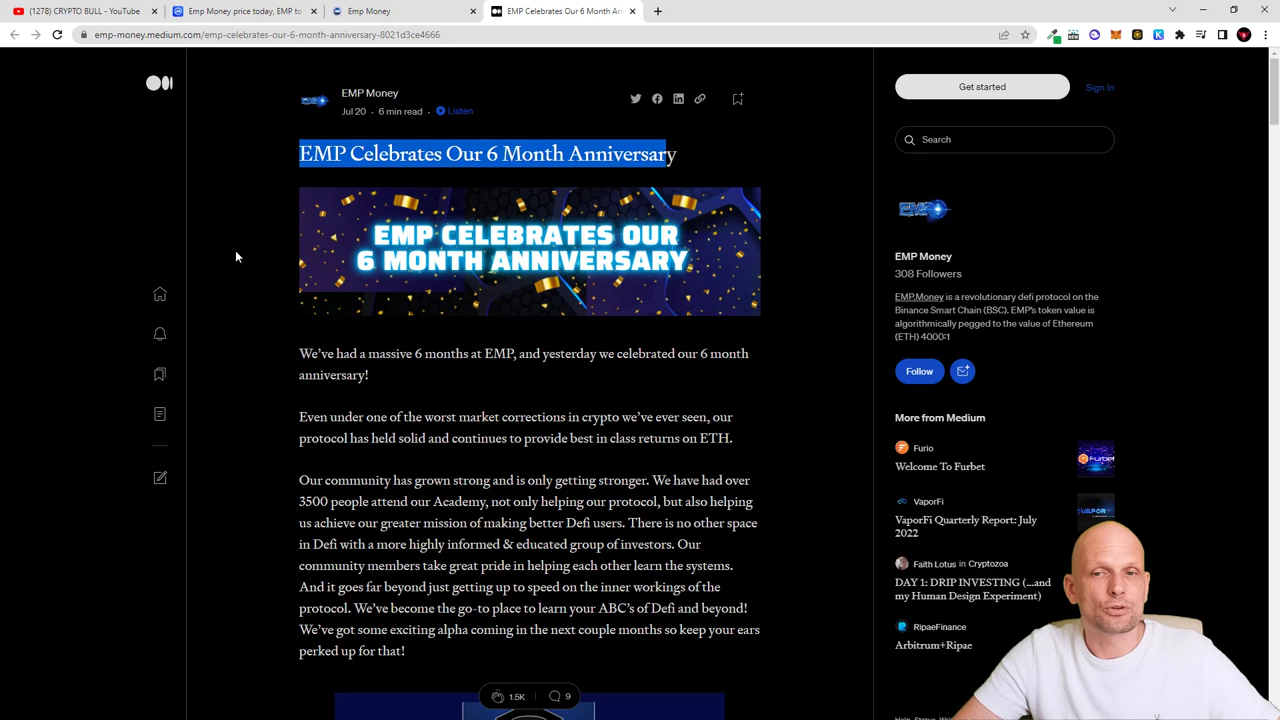 (1278) CRYPTO BULL - YouTube
EMP Money price today, EMP to
EMP Money
EMP Celebrates Our 6 Month Anni
emp-money.medium.com/emp-celebrates-our-6-month-anniversary-8021d3ce4666
EMP Money
Jul 20 · 6 min read · Listen
EMP Celebrates Our 6 Month Anniversary
EMP CELEBRATES OUR
6 MONTH ANNIVERSARY
We've had a massive 6 months at EMP, and yesterday we celebrated our 6 month
anniversary!
Even under one of the worst market corrections in crypto we've ever seen, our
protocol has held solid and continues to provide best in class returns on ETH.
Our community has grown strong and is only getting stronger. We have had over
3500 people attend our Academy, not only helping our protocol, but also helping
us achieve our greater mission of making better Defi users. There is no other space
in Defi with a more highly informed & educated group of investors. Our
community members take great pride in helping each other learn the systems.
And it goes far beyond just getting up to speed on the inner workings of the
protocol. We've become the go-to place to learn your ABC's of Defi and beyond!
We've got some exciting alpha coming in the next couple months so keep your ears
perked up for that!
1.5K
9
Get started
Sign In
Search
EMP
EMP Money
308 Followers
EMP.Money is a revolutionary defi protocol on the
Binance Smart Chain (BSC). EMP's token value is
algorithmically pegged to the value of Ethereum
(ETH) 4000:1
Follow
More from Medium
Furio
Welcome To Furbet
Furbet
VaporFi
VaporFi Quarterly Report: July
2022
VAPOR
Faith Lotus in Cryptozoa
DAY 1: DRIP INVESTING (...and
my Human Design Experiment)
RipaeFinance
Arbitrum+Ripae